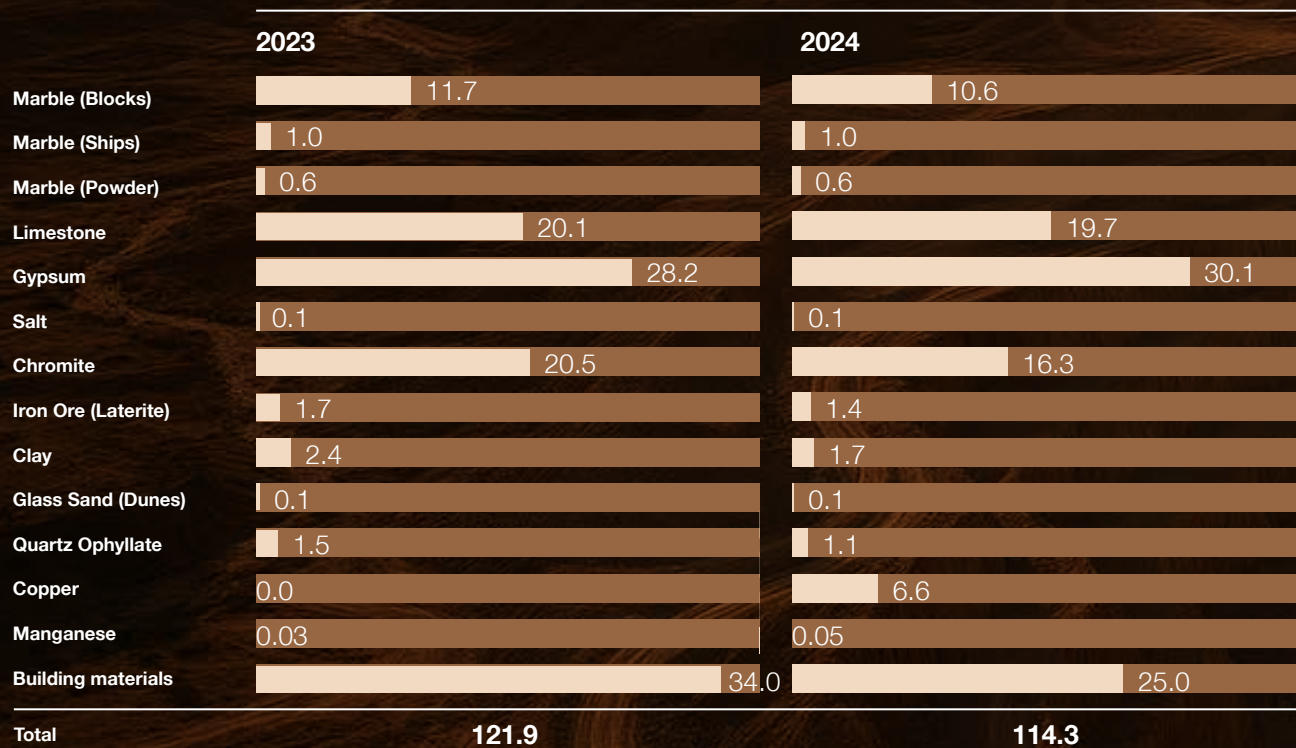 2023 2024
Marble (Blocks) 11.7 10.6
Marble (Ships) 1.0 1.0
Marble (Powder) 0.6 0.6
Limestone 20.1 19.7
Gypsum 28.2 30.1
Salt 0.1 0.1
Chromite 20.5 16.3
Iron Ore (Laterite) 1.7 1.4
Clay 2.4 1.7
Glass Sand (Dunes) 0.1 0.1
Quartz Ophyllate 1.5 1.1
Copper 0.0 6.6
Manganese 0.03 0.05
Building materials 34.0 25.0
Total 121.9 114.3